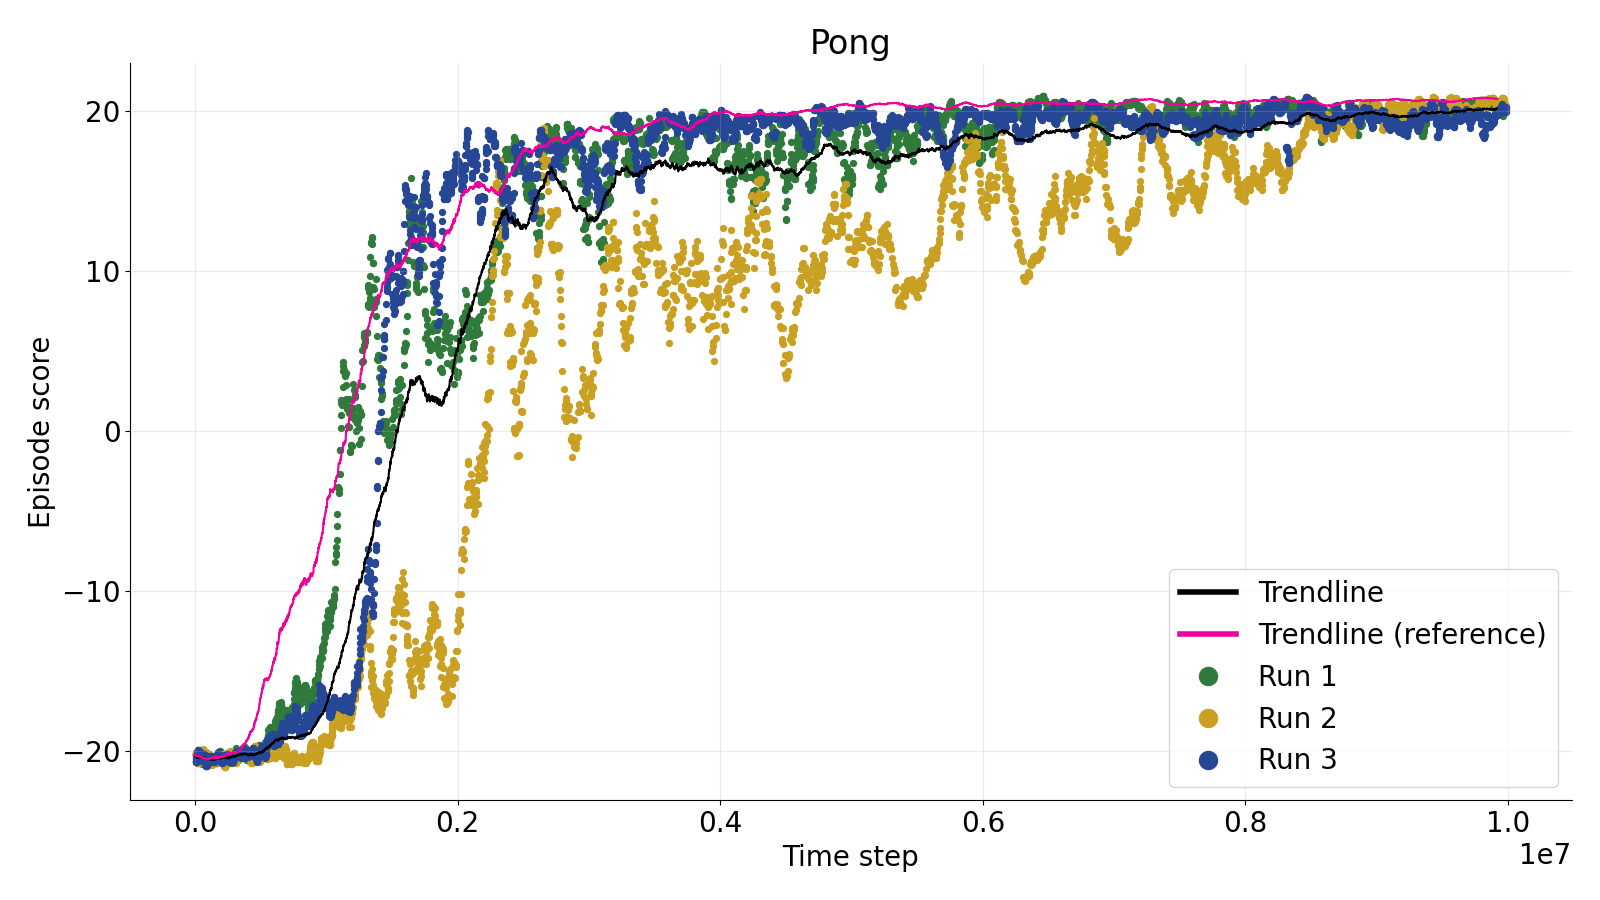 Pong
Episode score
20
10
0
−10
−20
0.0
0.2
0.4
0.6
0.8
1.0
1e7
Time step
Trendline
Trendline (reference)
Run 1
Run 2
Run 3